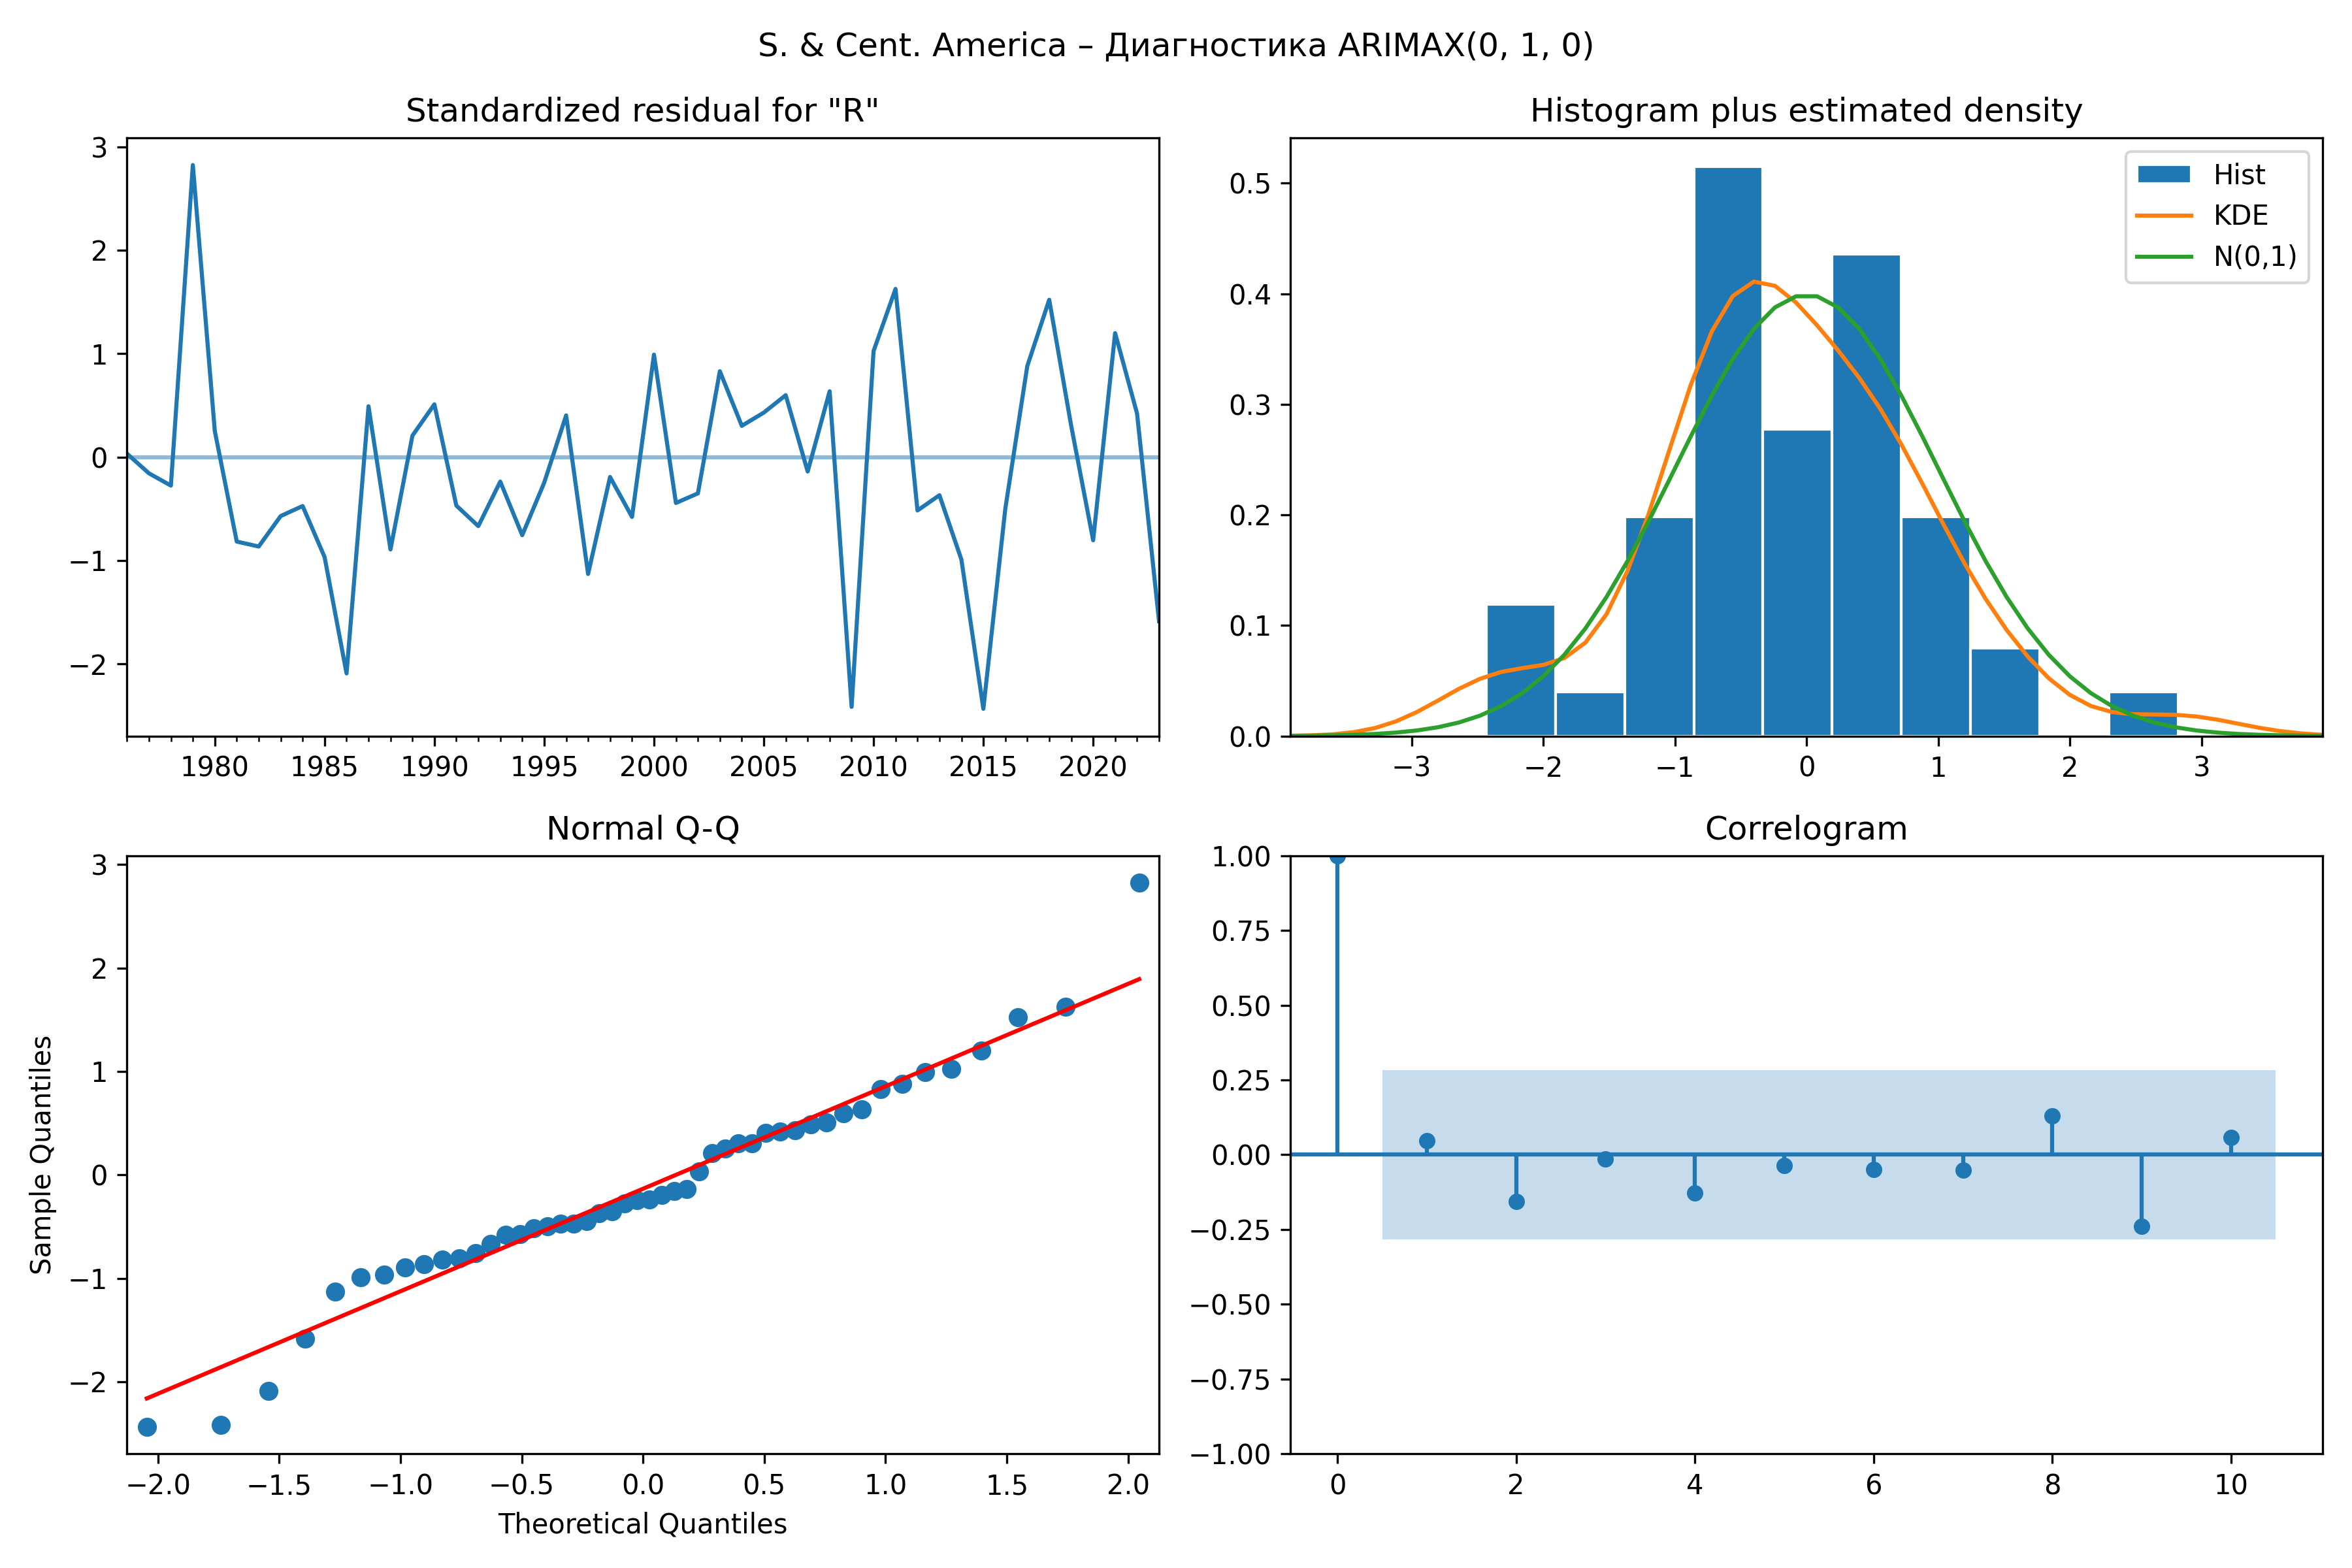 S. & Cent. America – Диагностика ARIMAX(0, 1, 0)
Standardized residual for "R"
3
2
1
0
−1
−2
1980 1985 1990 1995 2000 2005 2010 2015 2020
Histogram plus estimated density
Hist
KDE
N(0,1)
0.5
0.4
0.3
0.2
0.1
0.0
−3 −2 −1 0 1 2 3
Normal Q-Q
Sample Quantiles
3
2
1
0
−1
−2
−2.0 −1.5 −1.0 −0.5 0.0 0.5 1.0 1.5 2.0
Theoretical Quantiles
Correlogram
1.00
0.75
0.50
0.25
0.00
−0.25
−0.50
−0.75
−1.00
0 2 4 6 8 10